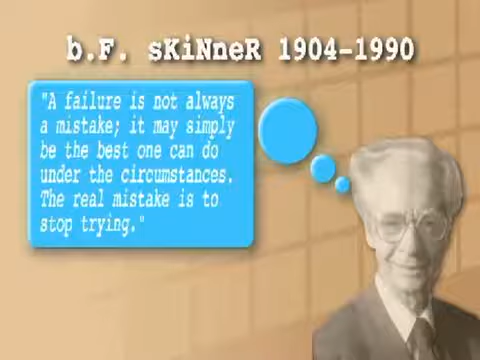 b.F. sKiNneR 1904-1990
"A failure is not always
a mistake; it may simply
be the best one can do
under the circumstances.
The real mistake is to
stop trying."